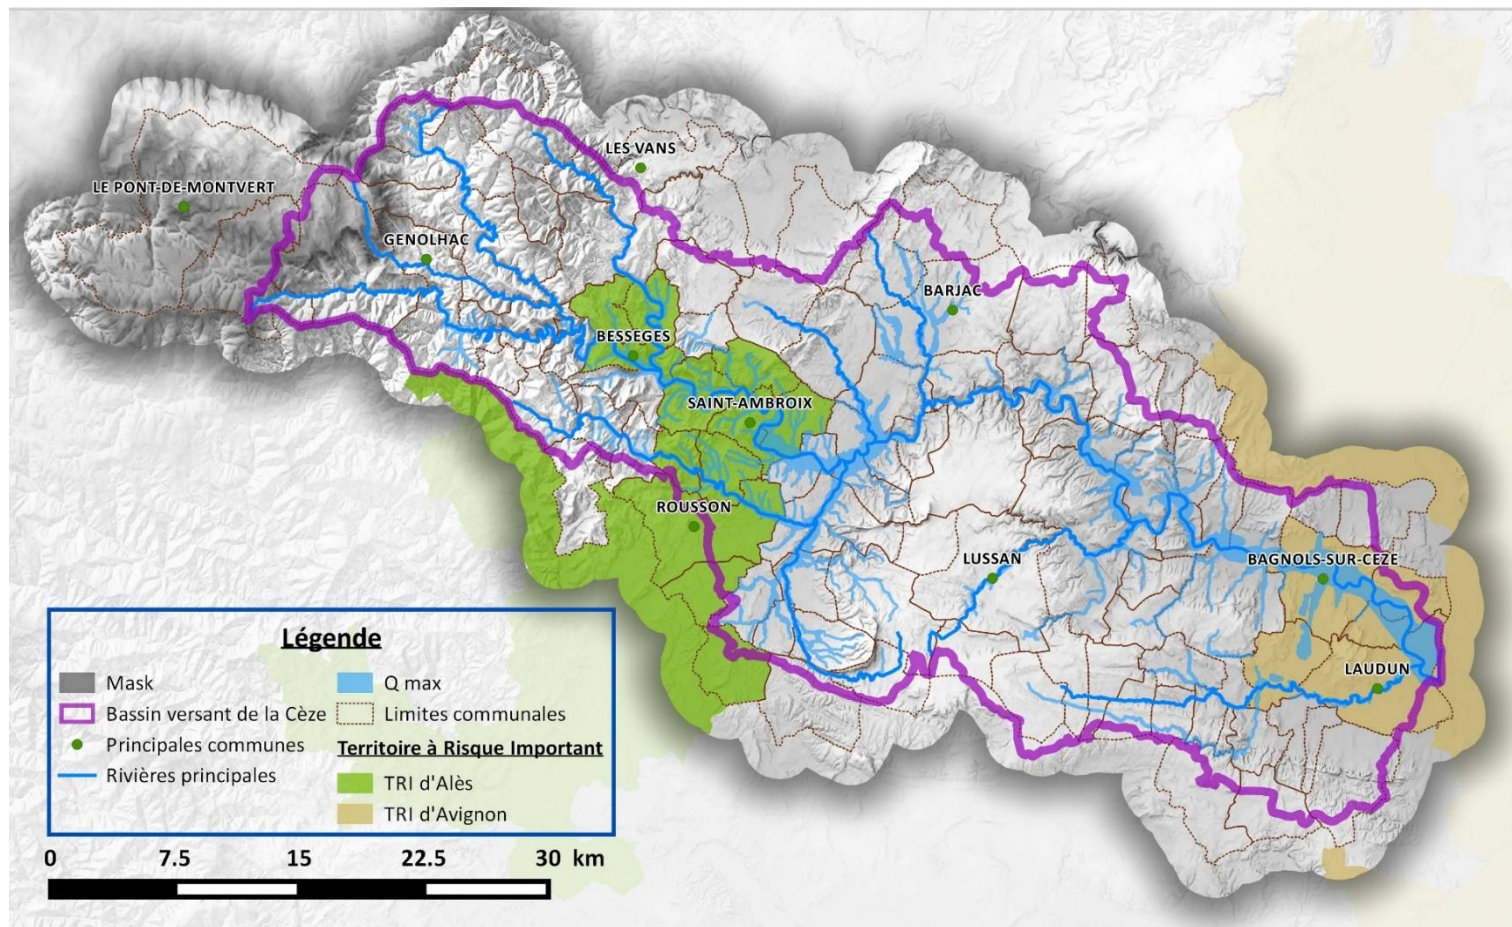 LES VANS
LE PONT-DE-MONTVERT
GENOLHAC
BARJAC
BESSÈGES
SAINT-AMBROIX
ROUSSON
LUSSAN
BAGNOLS-SUR-CEZE
LAUDUN
Légende
Mask
Bassin versant de la Cèze
Principales communes
Rivières principales
Q max
Limites communales
Territoire à Risque Important
TRI d'Alès
TRI d'Avignon
0 7.5 15 22.5 30 km